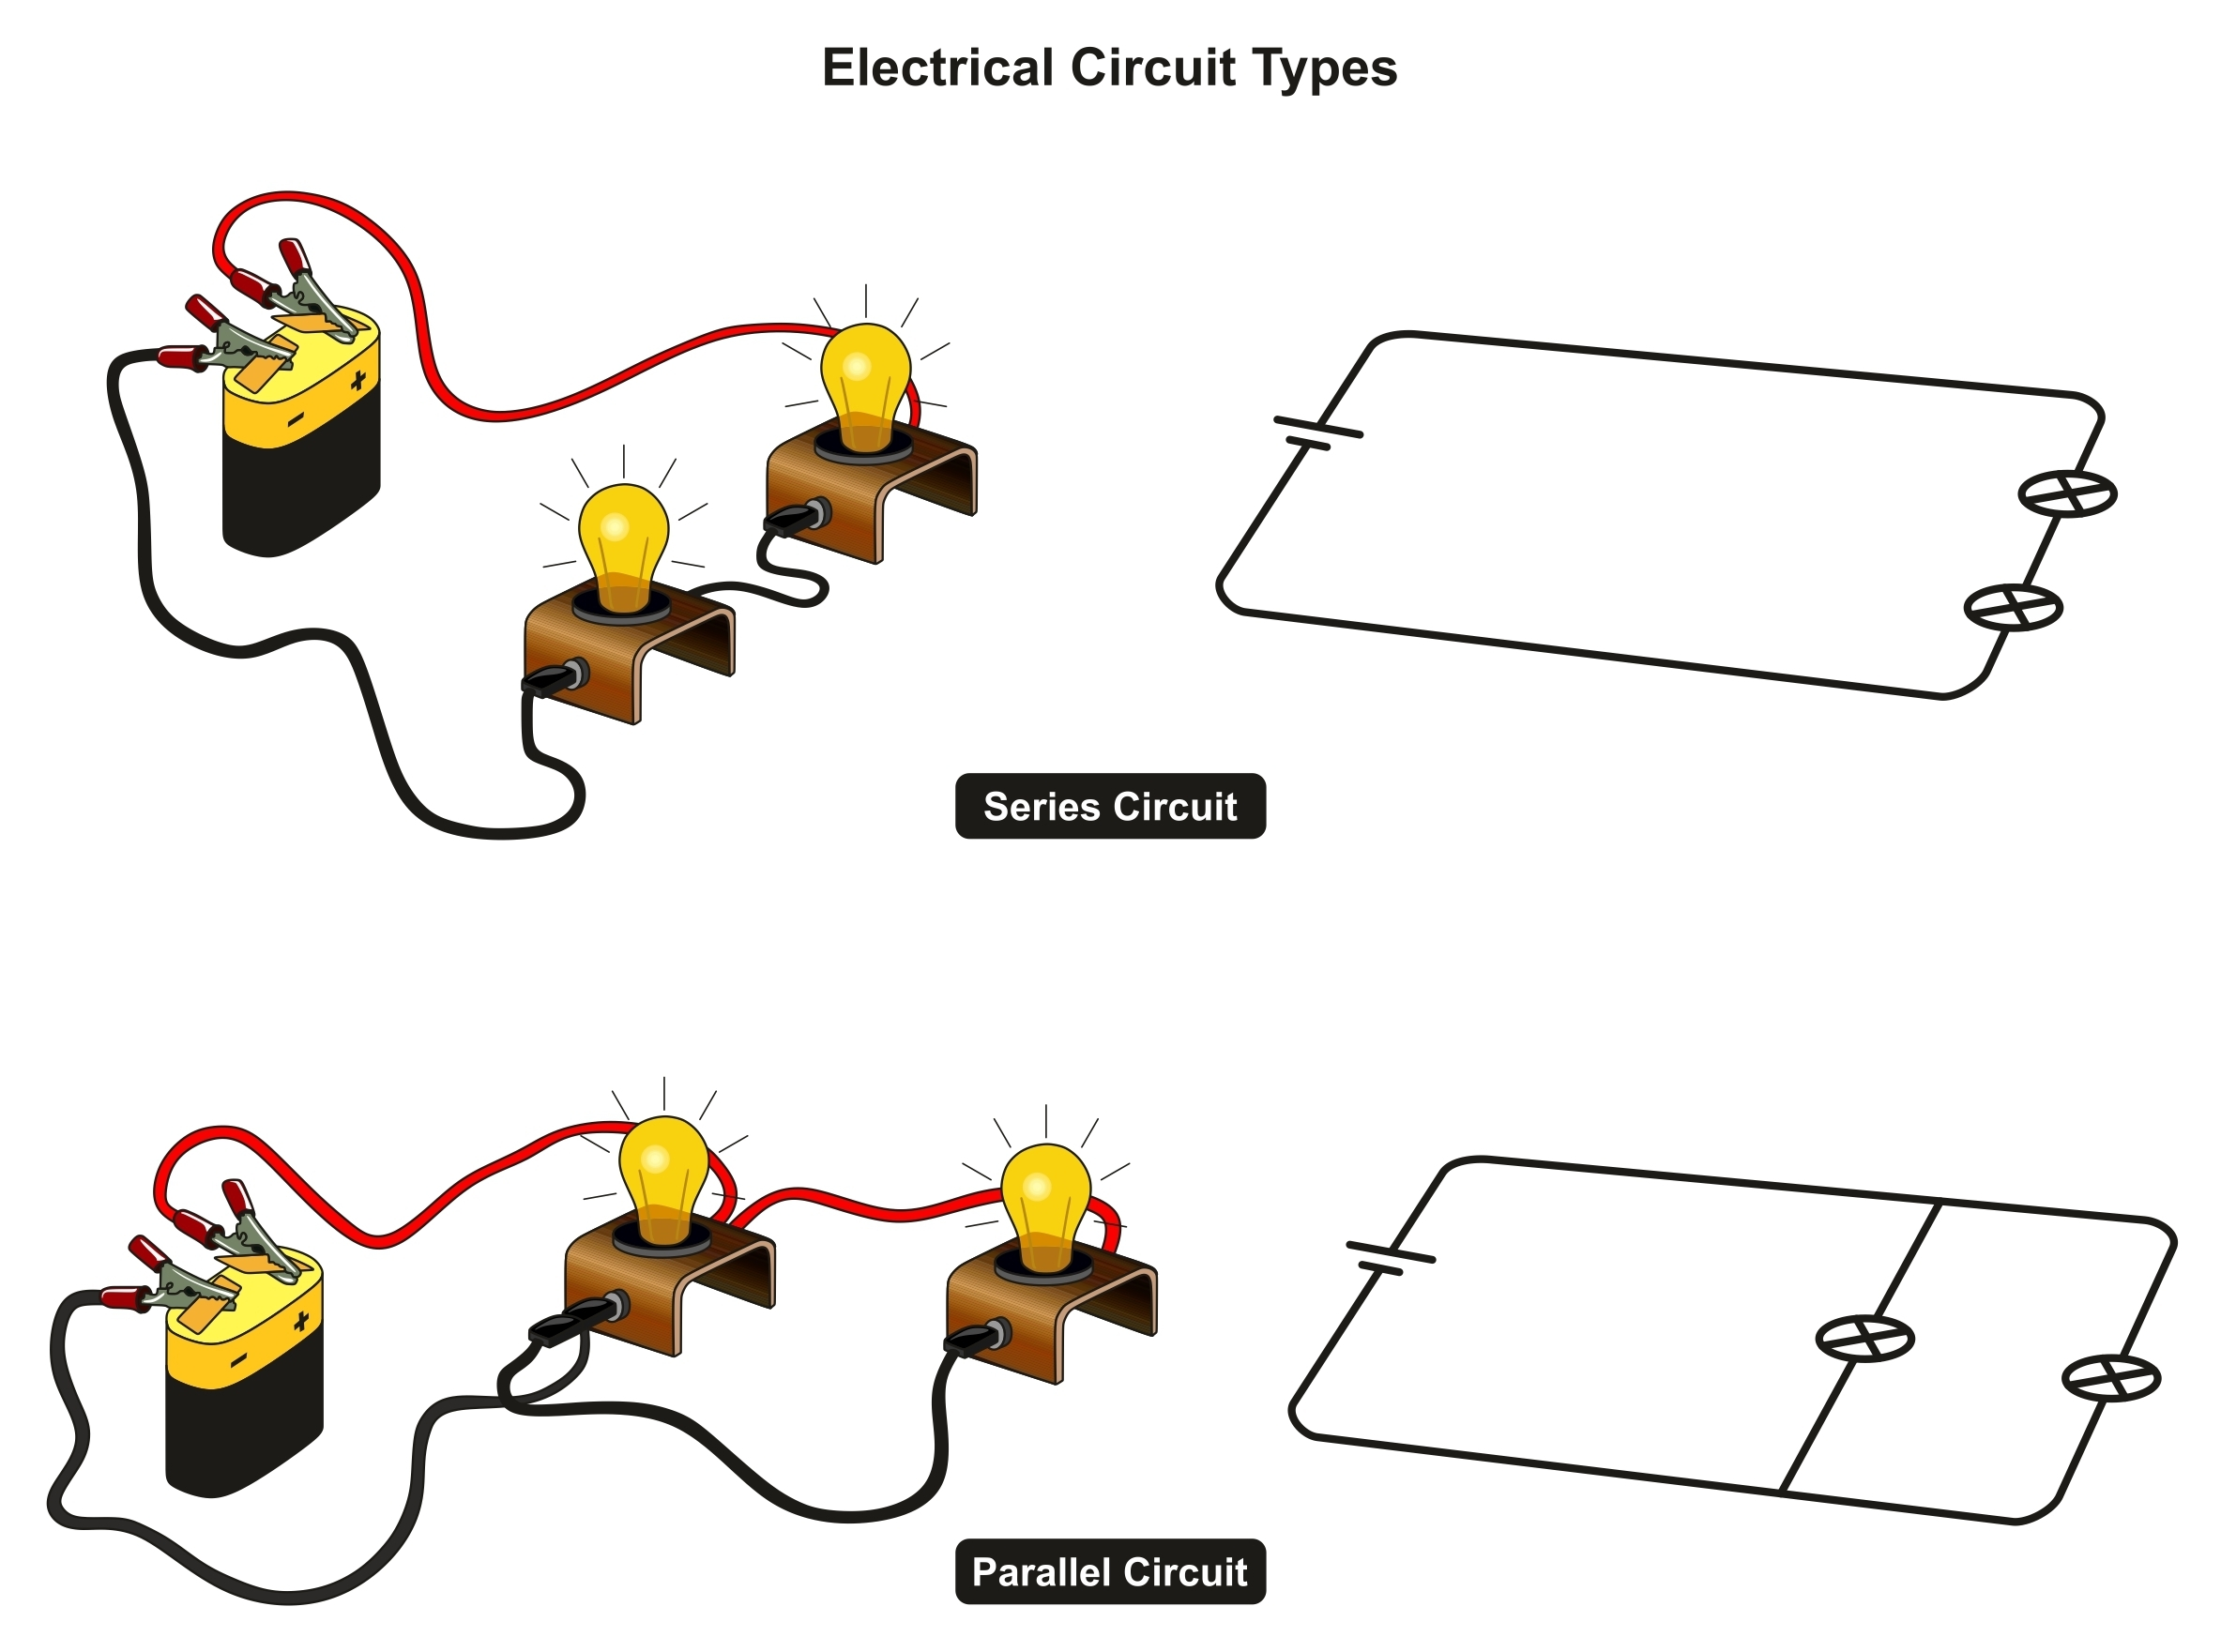 Electrical Circuit Types
+
-
Series Circuit
+
-
Parallel Circuit